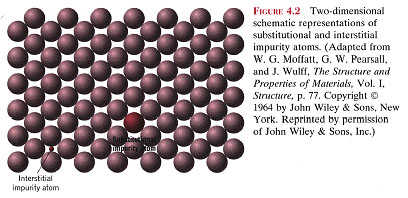 FIGURE 4.2 Two-dimensional
schematic representations of
substitutional and interstitial
impurity atoms. (Adapted from
W. G. Moffatt, G. W. Pearsall,
and J. Wulff, The Structure and
Properties of Materials, Vol. I,
Structure, p. 77. Copyright ©
1964 by John Wiley & Sons, New
York. Reprinted by permission
of John Wiley & Sons, Inc.)
Substitutional
impurity atom
Interstitial
impurity atom